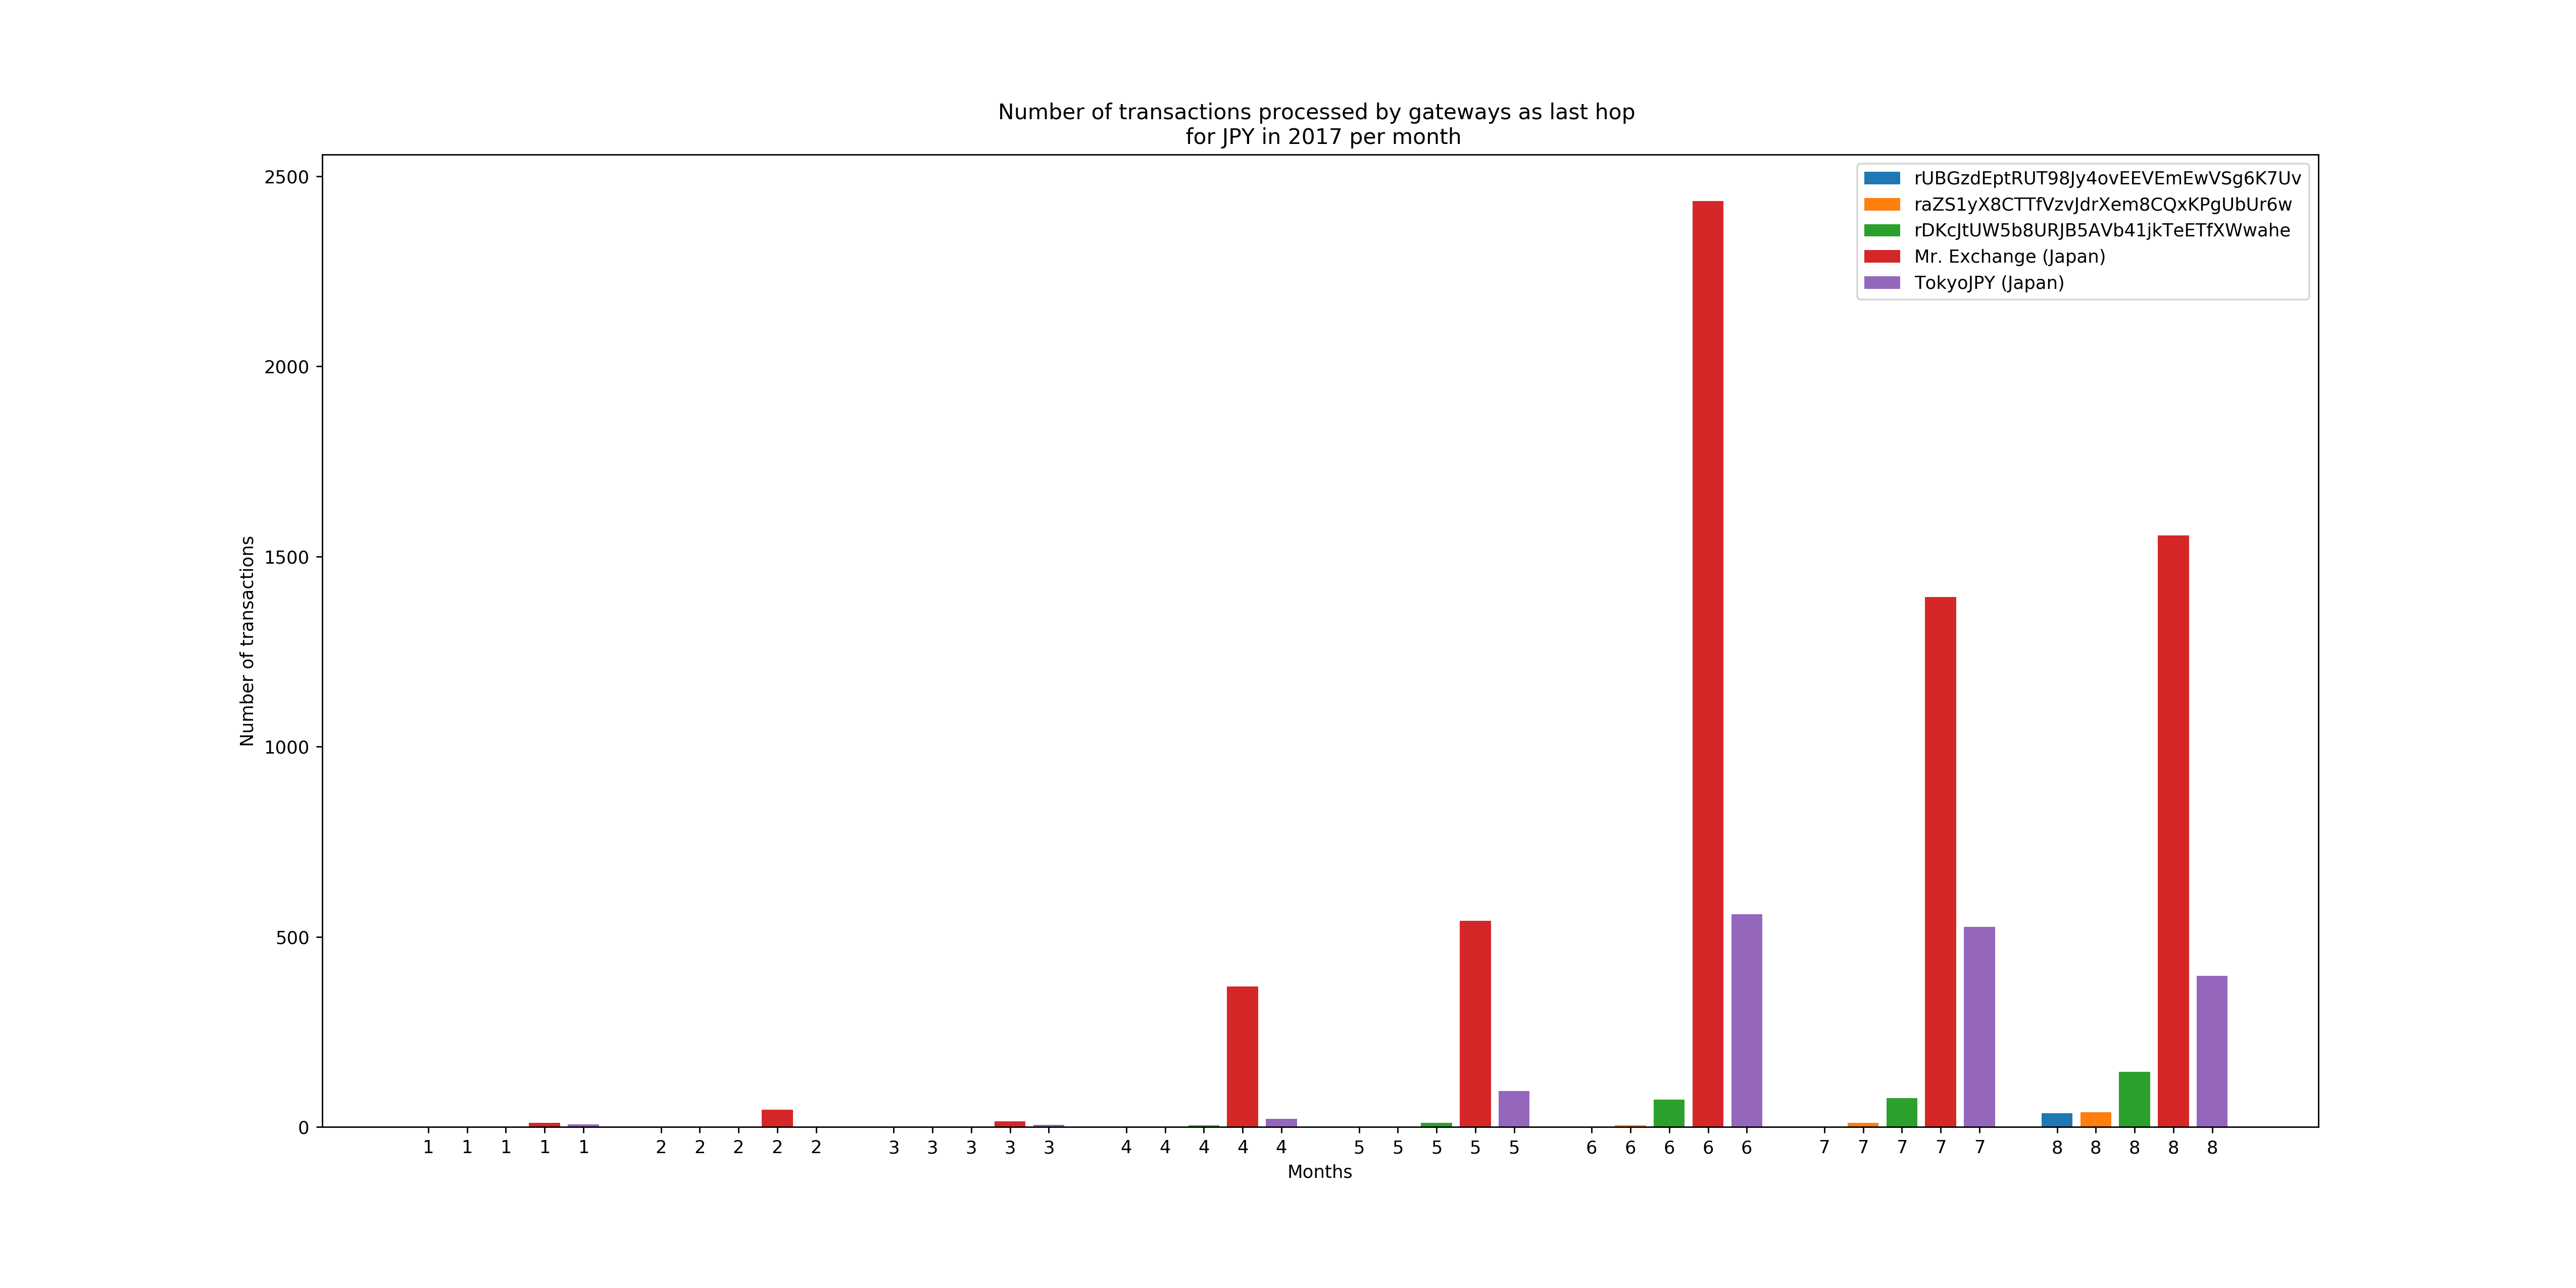 Number of transactions processed by gateways as last hop
for JPY in 2017 per month
2500
2000
1500
1000
500
0
Number of transactions
rUBGzdEptRUT98Jy4ovEEVEmEwVSg6K7Uv
raZS1yX8CTTfVzvJdrXem8CQxKPgUbUr6w
rDKcJtUW5b8URJB5AVb41jkTeETfXWwahe
Mr. Exchange (Japan)
TokyoJPY (Japan)
1 1 1 1 1 2 2 2 2 2 3 3 3 3 3 4 4 4 4 4 5 5 5 5 5 6 6 6 6 6 7 7 7 7 7 8 8 8 8 8
Months